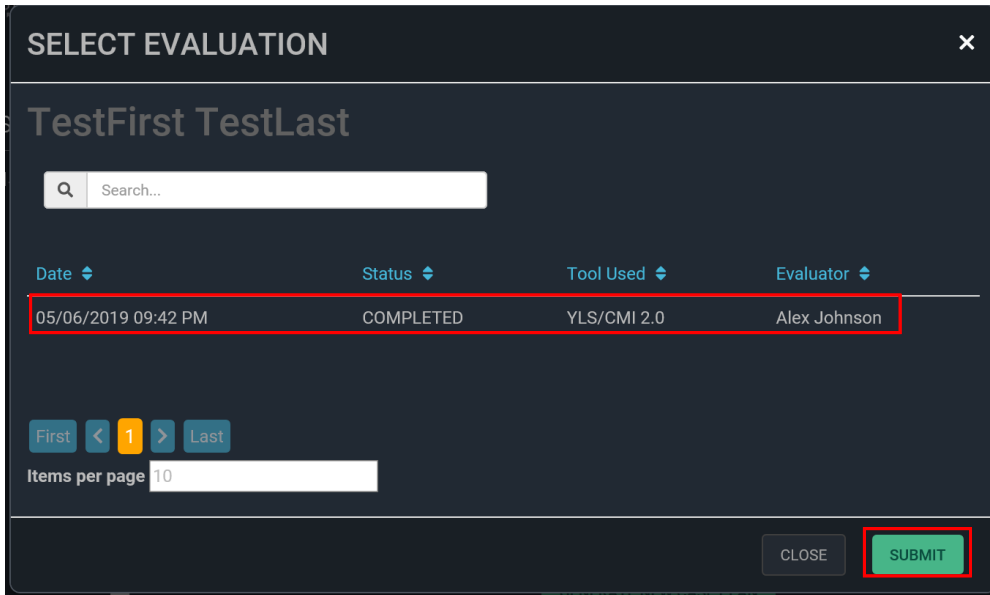 SELECT EVALUATION
TestFirst TestLast
Search...
Date Status Tool Used Evaluator
05/06/2019 09:42 PM COMPLETED YLS/CMI 2.0 Alex Johnson
First 1 Last
Items per page 10
CLOSE SUBMIT